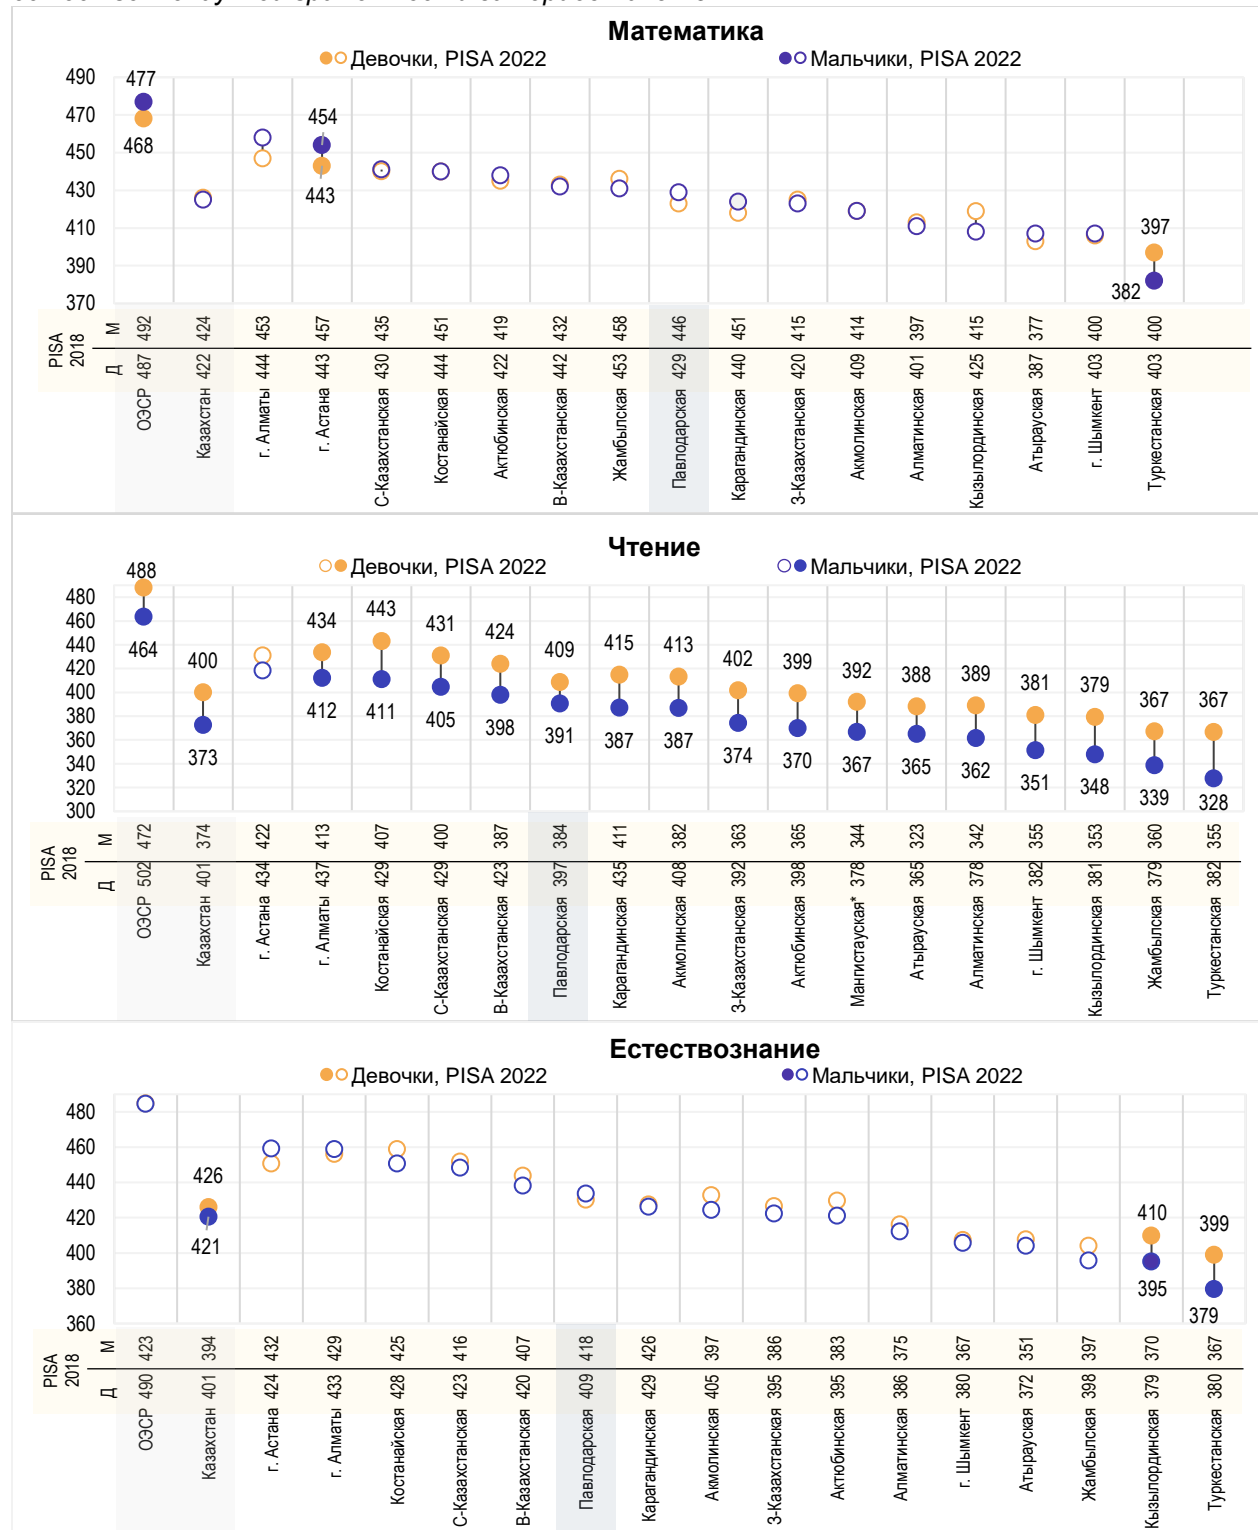 Математика
Девочки, PISA 2022 Мальчики, PISA 2022
490
470
450
430
410
390
370
477
468
454
443
397
382
PISA 2018
М 492 424 453 457 435 451 419 432 458 446 451 415 414 397 415 377 400 400
Д 487 422 444 443 430 444 422 442 453 429 440 420 409 401 425 387 403 403
ОЭСР Казахстан г. Алматы г. Астана С-Казахстанская Костанайская Актюбинская В-Казахстанская Жамбылская Павлодарская Карагандинская З-Казахстанская Акмолинская Алматинская Кызылординская Атырауская г. Шымкент Туркестанская
Чтение
Девочки, PISA 2022 Мальчики, PISA 2022
480
460
440
420
400
380
360
340
320
300
488 400 434 443 431 424 409 415 413 402 399 392 388 389 381 379 367 367
464 373 412 411 405 398 391 387 387 374 370 367 365 362 351 348 339 328
PISA 2018
М 472 374 422 413 407 400 387 384 411 382 363 365 344 323 342 355 353 360 355
Д 502 401 434 437 429 429 423 397 435 408 392 398 378 365 378 382 381 379 382
ОЭСР Казахстан г. Астана г. Алматы Костанайская С-Казахстанская В-Казахстанская Павлодарская Карагандинская Акмолинская З-Казахстанская Актюбинская Мангистауская* Атырауская Алматинская г. Шымкент Кызылординская Жамбылская Туркестанская
Естествознание
Девочки, PISA 2022 Мальчики, PISA 2022
480
460
440
420
400
380
360
426
421
410
395
399
379
PISA 2018
М 423 394 432 429 425 416 407 418 426 397 386 383 375 367 351 397 370 367
Д 490 401 424 433 428 423 420 409 429 405 395 395 386 380 372 398 379 380
ОЭСР Казахстан г. Астана г. Алматы Костанайская С-Казахстанская В-Казахстанская Павлодарская Карагандинская Акмолинская З-Казахстанская Актюбинская Алматинская г. Шымкент Атырауская Жамбылская Кызылординская Туркестанская